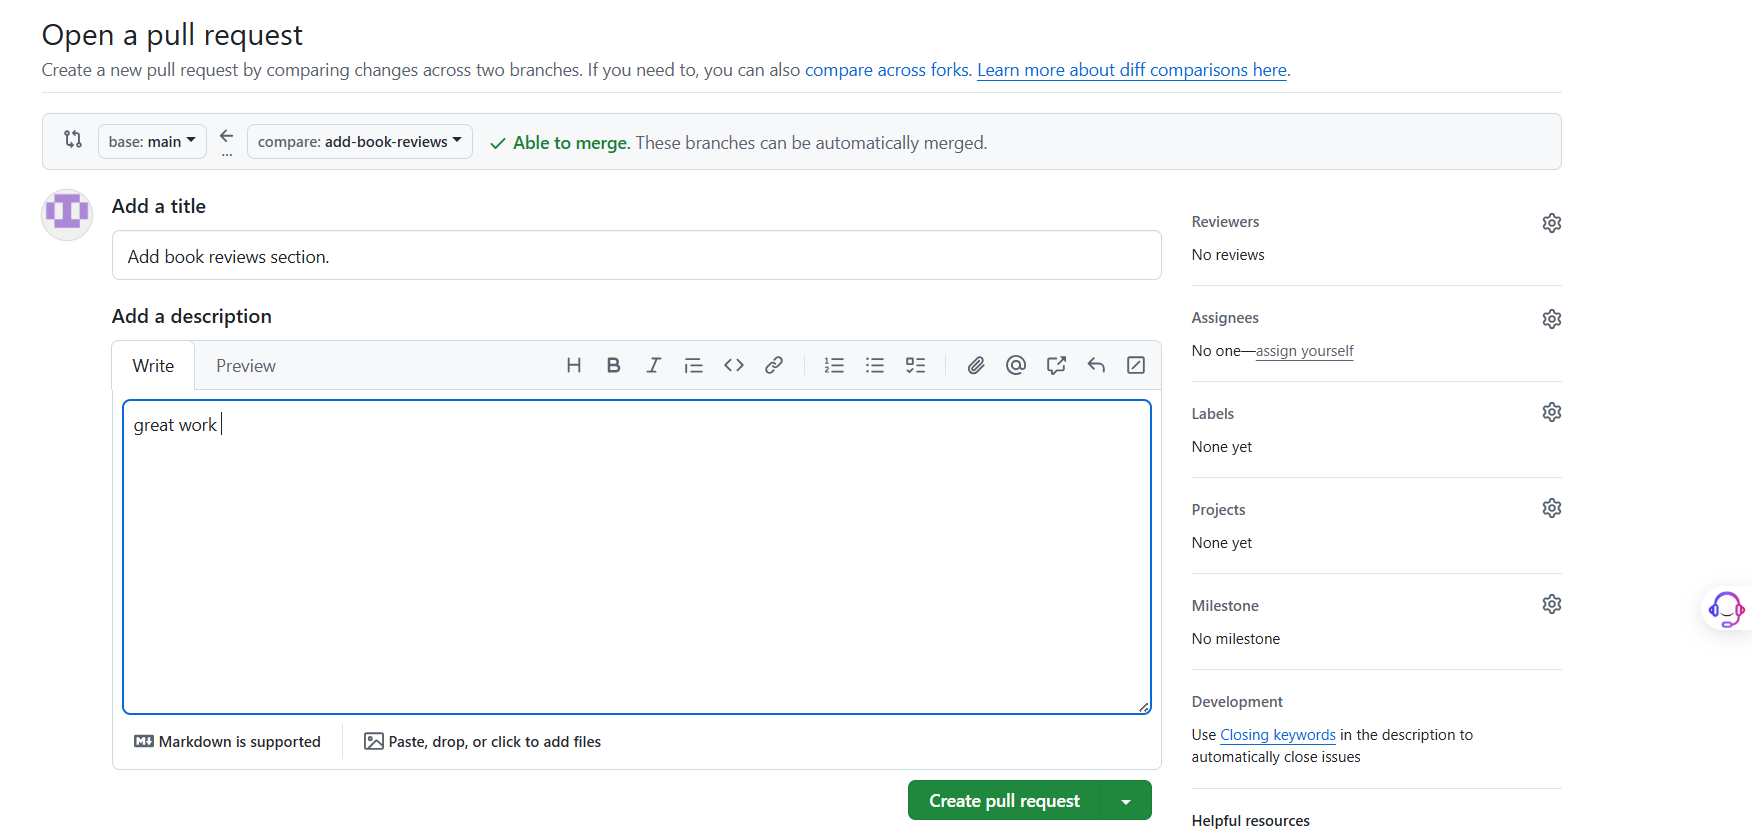 Open a pull request
Create a new pull request by comparing changes across two branches. If you need to, you can also compare across forks. Learn more about diff comparisons here.
base: main
...
compare: add-book-reviews
Able to merge. These branches can be automatically merged.
Add a title
Add book reviews section.
Add a description
Write
Preview
great work
Markdown is supported
Paste, drop, or click to add files
Create pull request
Reviewers
No reviews
Assignees
No one—assign yourself
Labels
None yet
Projects
None yet
Milestone
No milestone
Development
Use Closing keywords in the description to
automatically close issues
Helpful resources